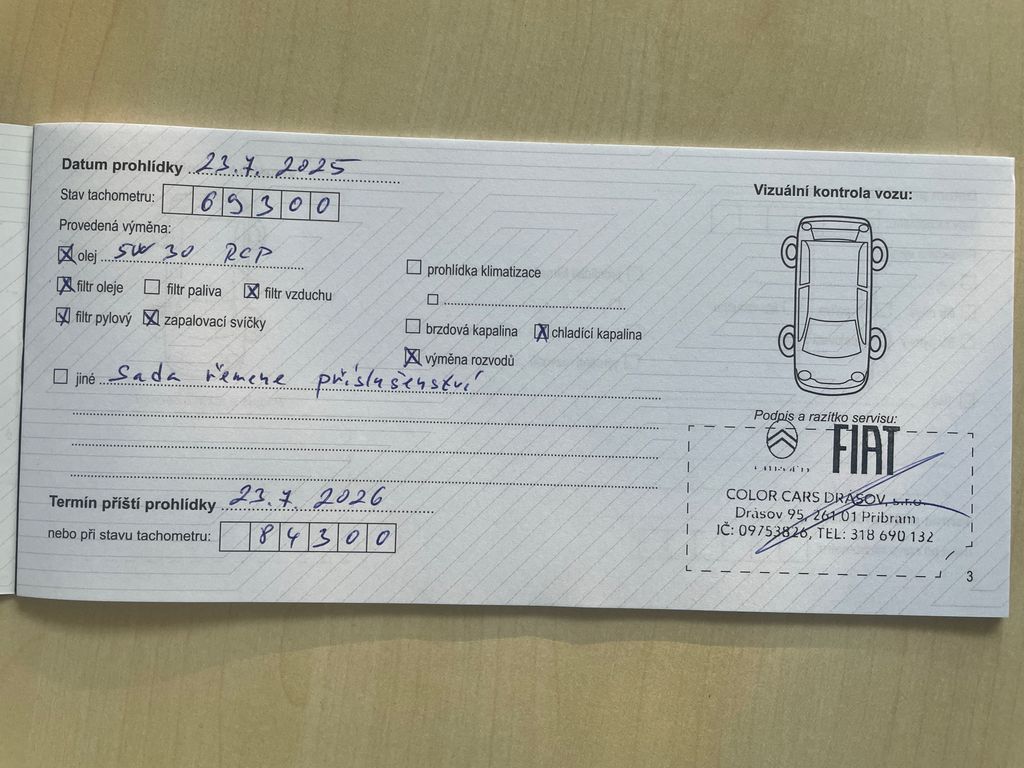 Datum prohlídky 23.7. 2025
Stav tachometru: 69300
Provedená výměna:
olej 5W 30 RCP
filtr oleje filtr paliva filtr vzduchu
filtr pylový zapalovací svíčky
prohlídka klimatizace
brzdová kapalina chladící kapalina
výměna rozvodů
jiné Sada řemene příslušenství
Termín příští prohlídky 23.7 2026
nebo při stavu tachometru: 84300
Vizuální kontrola vozu:
Podpis a razítko servisu:
FIAT
COLOR CARS DRASOV, s.r.o.
Drásov 95, 261 01 Příbram
IČ: 09753826, TEL: 318 690 132
3